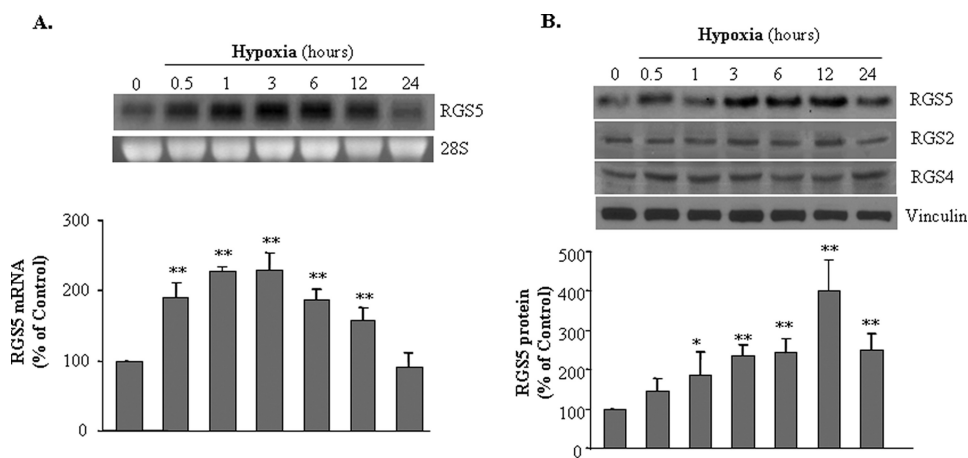 A.
Hypoxia (hours)
0 0.5 1 3 6 12 24
RGS5
28S
RGS5 mRNA
(% of Control)
300
200
100
0
** ** ** ** **
B.
Hypoxia (hours)
0 0.5 1 3 6 12 24
RGS5
RGS2
RGS4
Vinculin
RGS5 protein
(% of Control)
500
400
300
200
100
0
* ** ** ** **